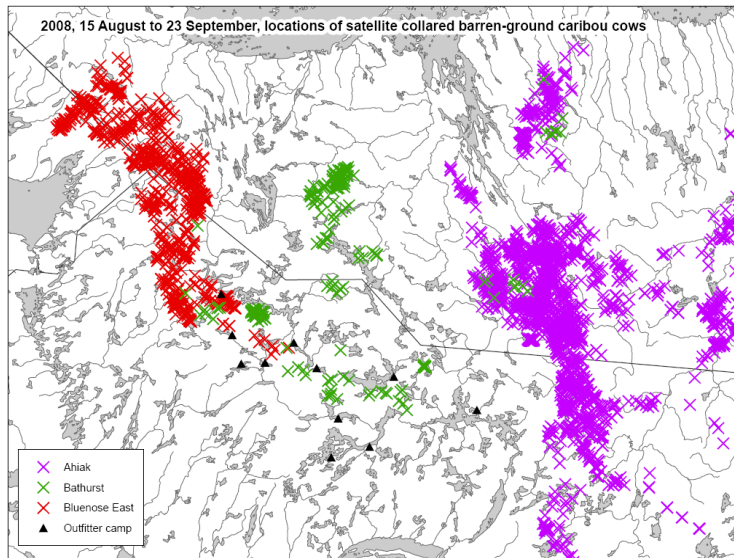 2008, 15 August to 23 September, locations of satellite collared barren-ground caribou cows
Ahiak
Bathurst
Bluenose East
Outfitter camp